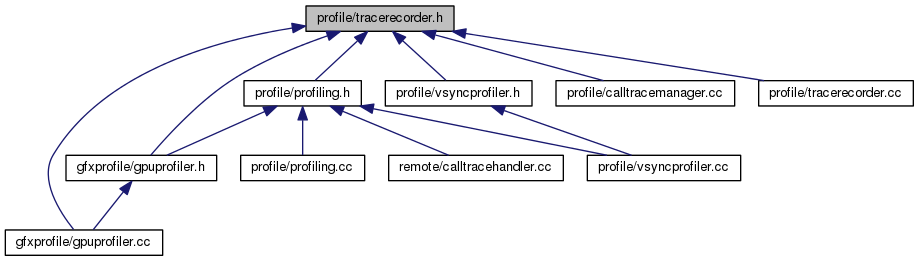 profile/tracerecorder.h
profile/profiling.h
profile/vsyncprofiler.h
profile/calltracemanager.cc
profile/tracerecorder.cc
gfxprofile/gpuprofiler.h
profile/profiling.cc
remote/calltracehandler.cc
profile/vsyncprofiler.cc
gfxprofile/gpuprofiler.cc